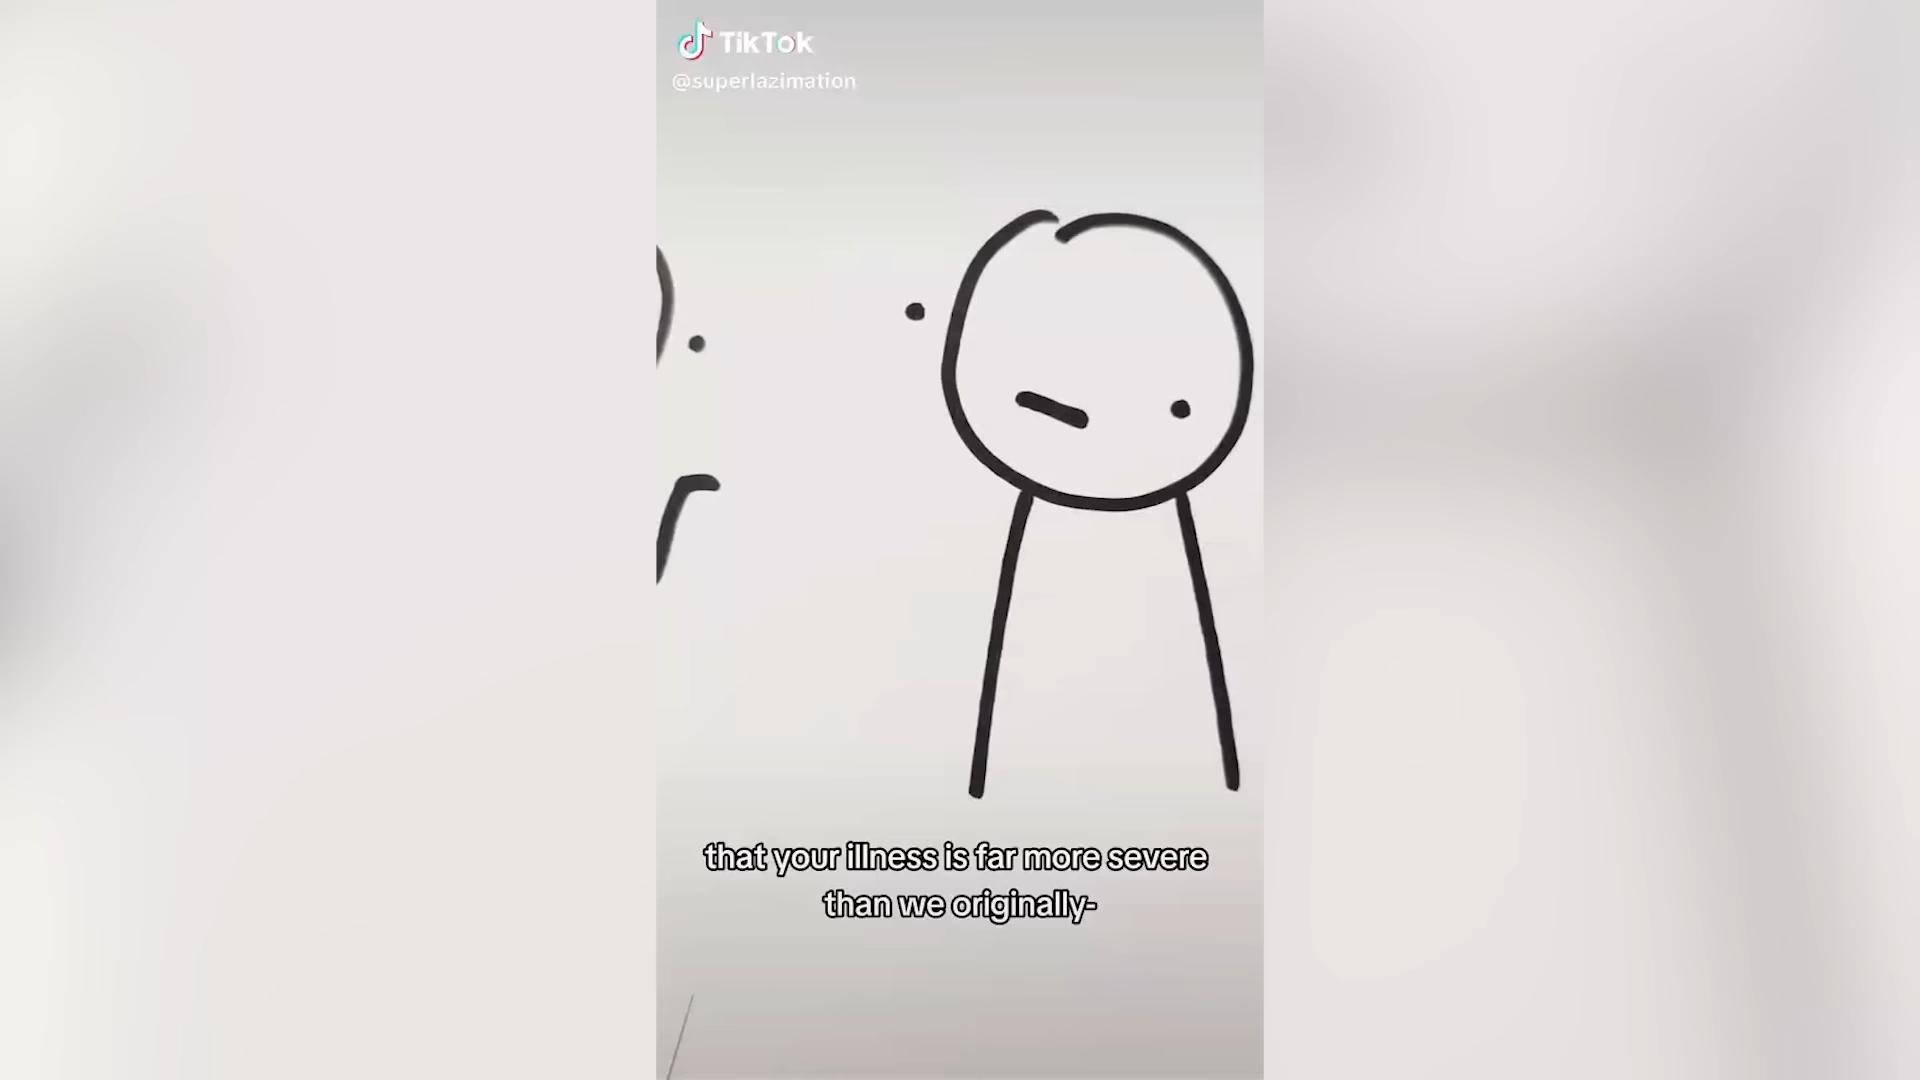 TikTok
@superlazimation
that your illness is far more severe
than we originally-